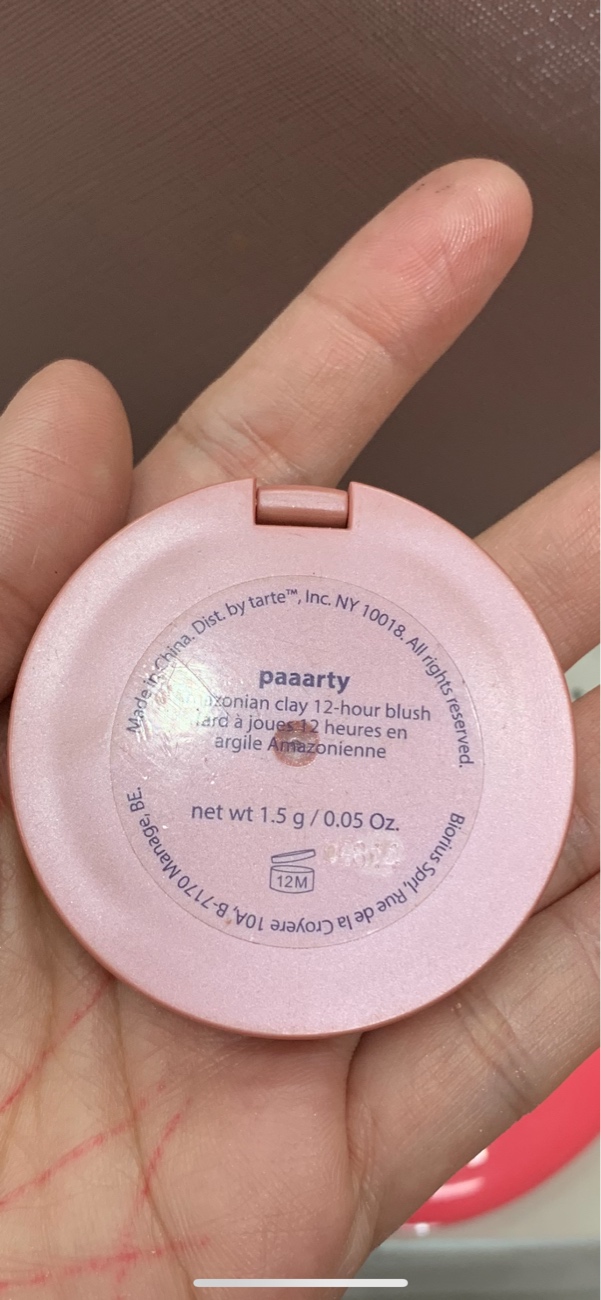 Made in China. Dist. by tarte™, Inc. NY 10018. All rights reserved.
paaarty
amazonian clay 12-hour blush
fard à joues 12 heures en
argile Amazonienne
net wt 1.5 g / 0.05 Oz.
12M
Biorius Sprl, Rue de la Croyere 10A, B-7170 Manage, BE.